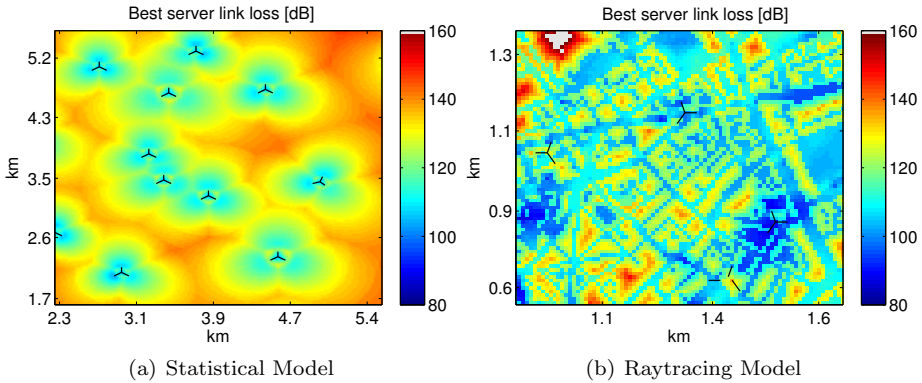 Best server link loss [dB]
5.2
4.3
3.5
2.6
1.7
km
2.3 3.1 3.9 4.7 5.4
km
160
140
120
100
80
(a) Statistical Model
Best server link loss [dB]
1.3
1.1
0.9
0.6
km
1.1 1.4 1.6
km
160
140
120
100
80
(b) Raytracing Model